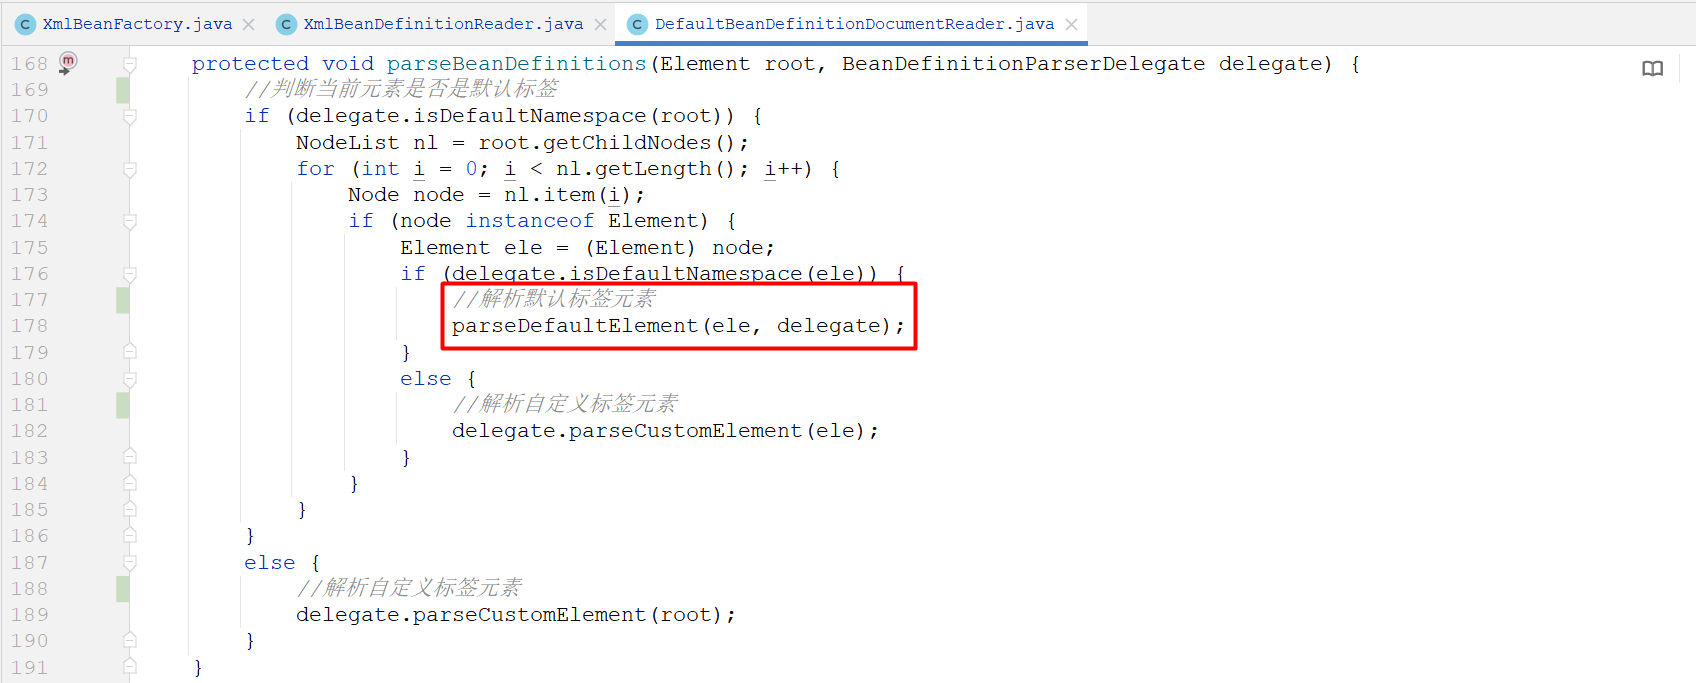 C XmlBeanFactory.java C XmlBeanDefinitionReader.java C DefaultBeanDefinitionDocumentReader.java
168 m protected void parseBeanDefinitions(Element root, BeanDefinitionParserDelegate delegate) {
169 //判断当前元素是否是默认标签
170 if (delegate.isDefaultNamespace(root)) {
171 NodeList nl = root.getChildNodes();
172 for (int i = 0; i < nl.getLength(); i++) {
173 Node node = nl.item(i);
174 if (node instanceof Element) {
175 Element ele = (Element) node;
176 if (delegate.isDefaultNamespace(ele)) {
177 //解析默认标签元素
178 parseDefaultElement(ele, delegate);
179 }
180 else {
181 //解析自定义标签元素
182 delegate.parseCustomElement(ele);
183 }
184 }
185 }
186 }
187 else {
188 //解析自定义标签元素
189 delegate.parseCustomElement(root);
190 }
191 }